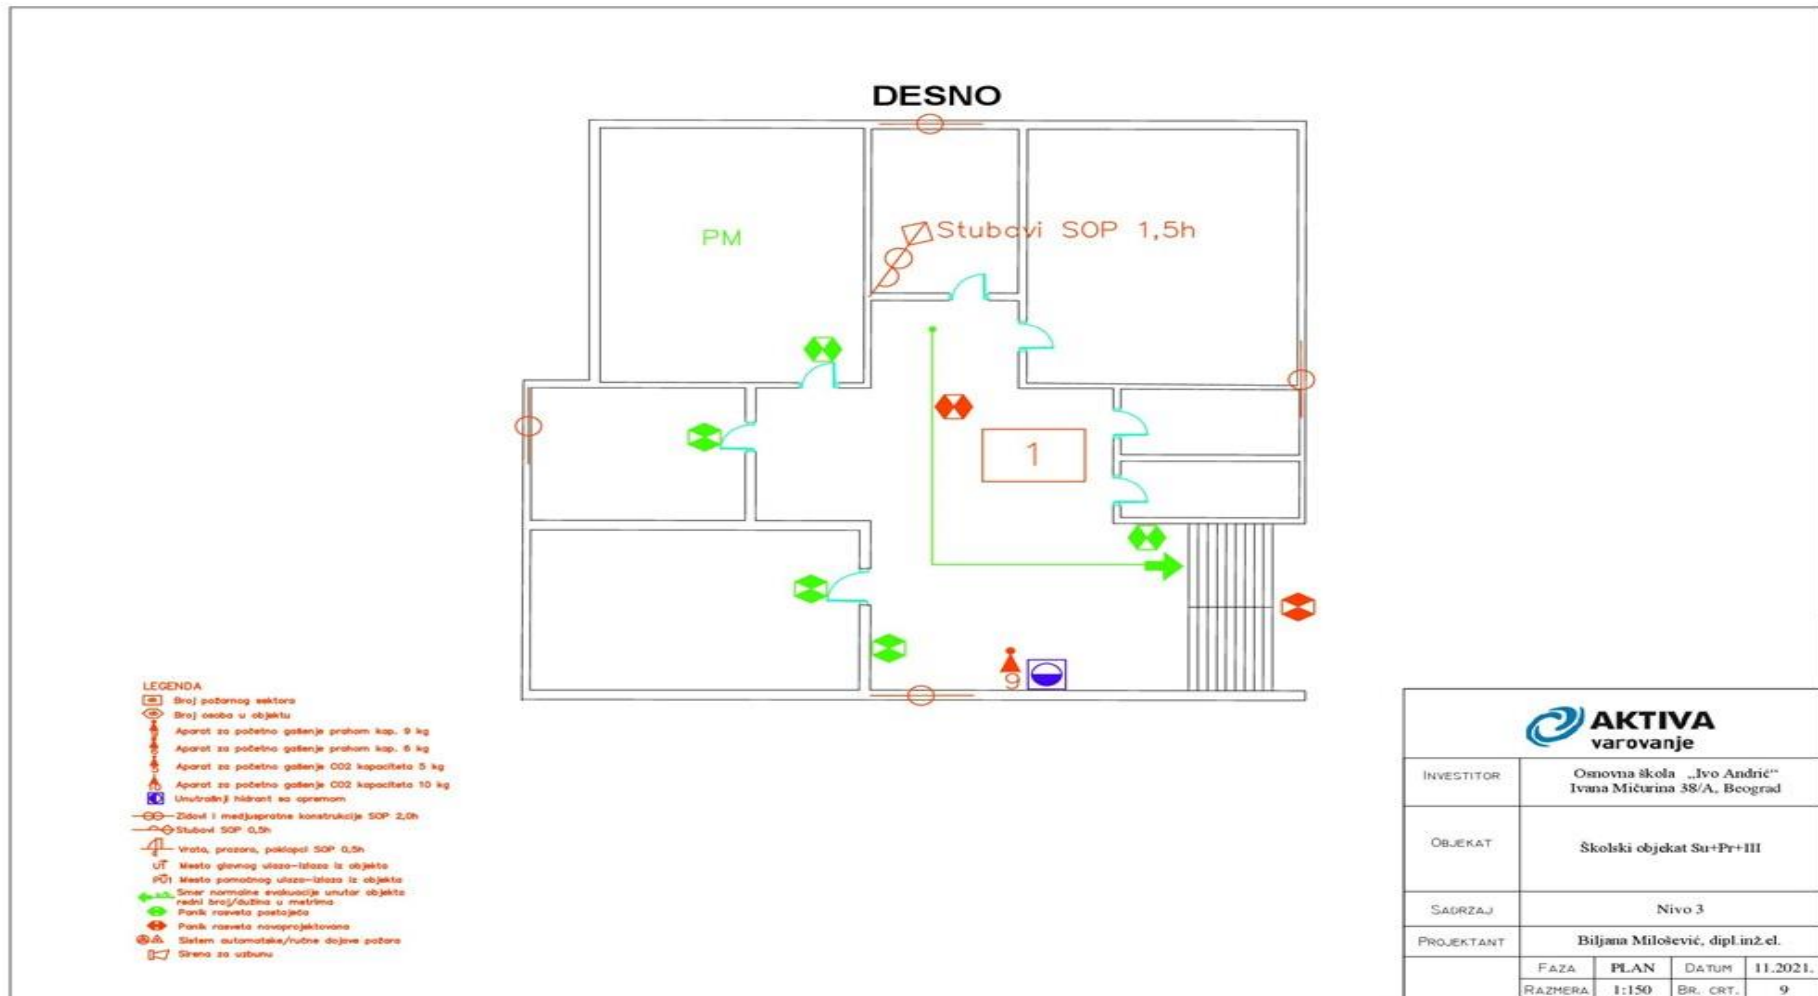 DESNO
PM
Stubovi SOP 1,5h
1
9
LEGENDA
Broj požarnog sektora
Broj osoba u objektu
Aparat za početno gašenje prahom kap. 9 kg
Aparat za početno gašenje prahom kap. 6 kg
Aparat za početno gašenje CO2 kapaciteta 5 kg
Aparat za početno gašenje CO2 kapaciteta 10 kg
Unutrašnji hidrant sa opremom
Zidovi i medjuspratne konstrukcije SOP 2,0h
Stubovi SOP 0,5h
Vrata, prozora, poklopci SOP 0,5h
Mesto glavnog ulaza-izlaza iz objekta
Mesto pomoćnog ulaza-izlaza iz objekta
Smer normalne evakuacije unutar objekta
redni broj/dužina u metrima
Panik rasveta postojeća
Panik rasveta novoprojektovana
Sistem automatske/ručne dojave požara
Sirena za uzbunu
AKTIVA
varovanje
INVESTITOR
Osnovna škola „Ivo Andrić“
Ivana Mičurina 38/A, Beograd
OBJEKAT
Školski objekat Su+Pr+III
SADRZAJ
Nivo 3
PROJEKTANT
Biljana Milošević, dipl.inž.el.
FAZA PLAN DATUM 11.2021.
RAZMERA 1:150 BR. CRT. 9